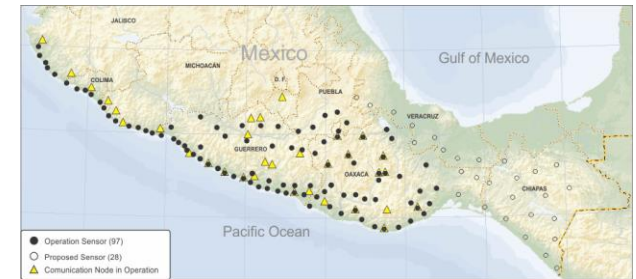 JALISCO
Mexico
Gulf of Mexico
MICHOACÁN
COLIMA
D. F.
PUEBLA
VERACRUZ
GUERRERO
OAXACA
CHIAPAS
Pacific Ocean
Operation Sensor (97)
Proposed Sensor (28)
Comunication Node in Operation